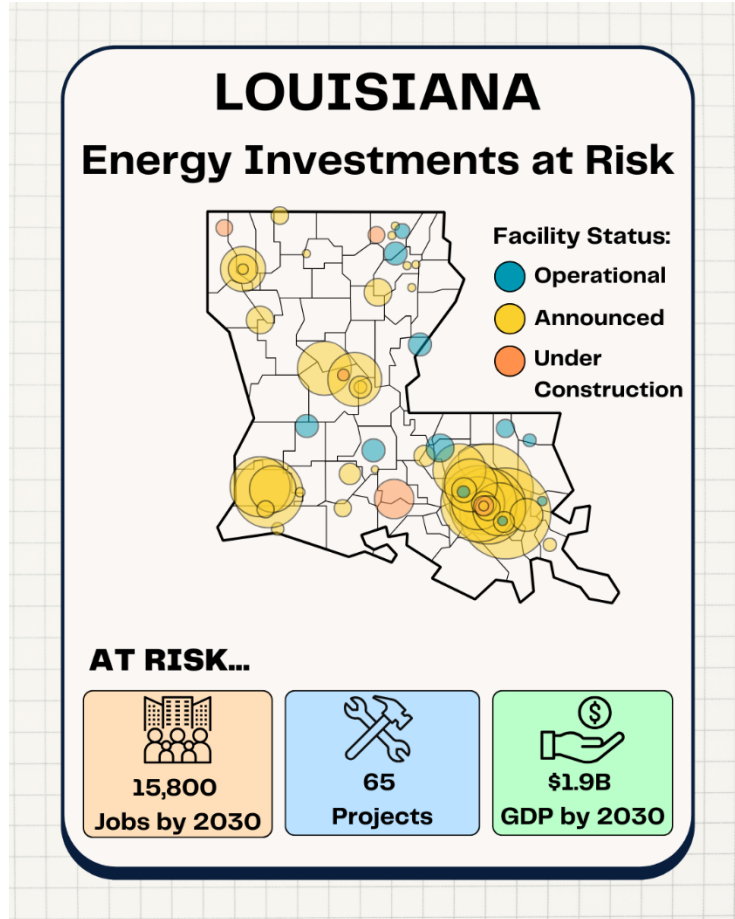 LOUISIANA
Energy Investments at Risk
Facility Status:
Operational
Announced
Under
Construction
AT RISK...
15,800
Jobs by 2030
65
Projects
$
$1.9B
GDP by 2030